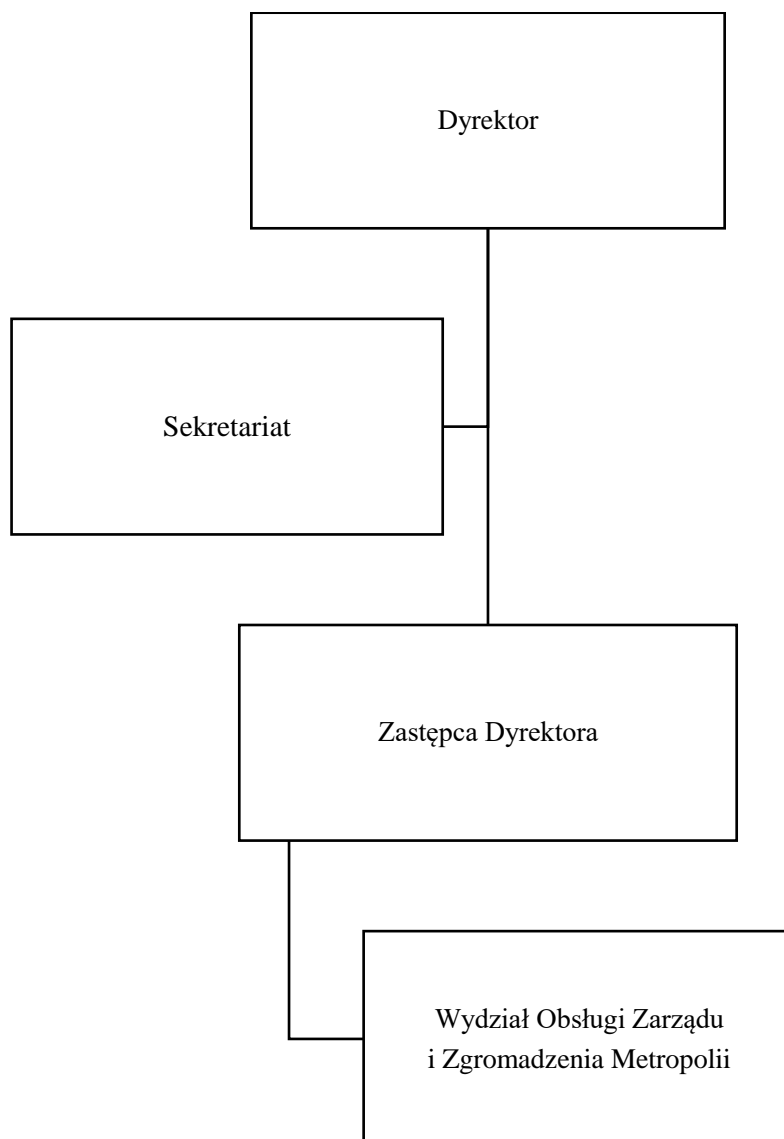 Dyrektor
Sekretariat
Zastępca Dyrektora
Wydział Obsługi Zarządu
i Zgromadzenia Metropolii